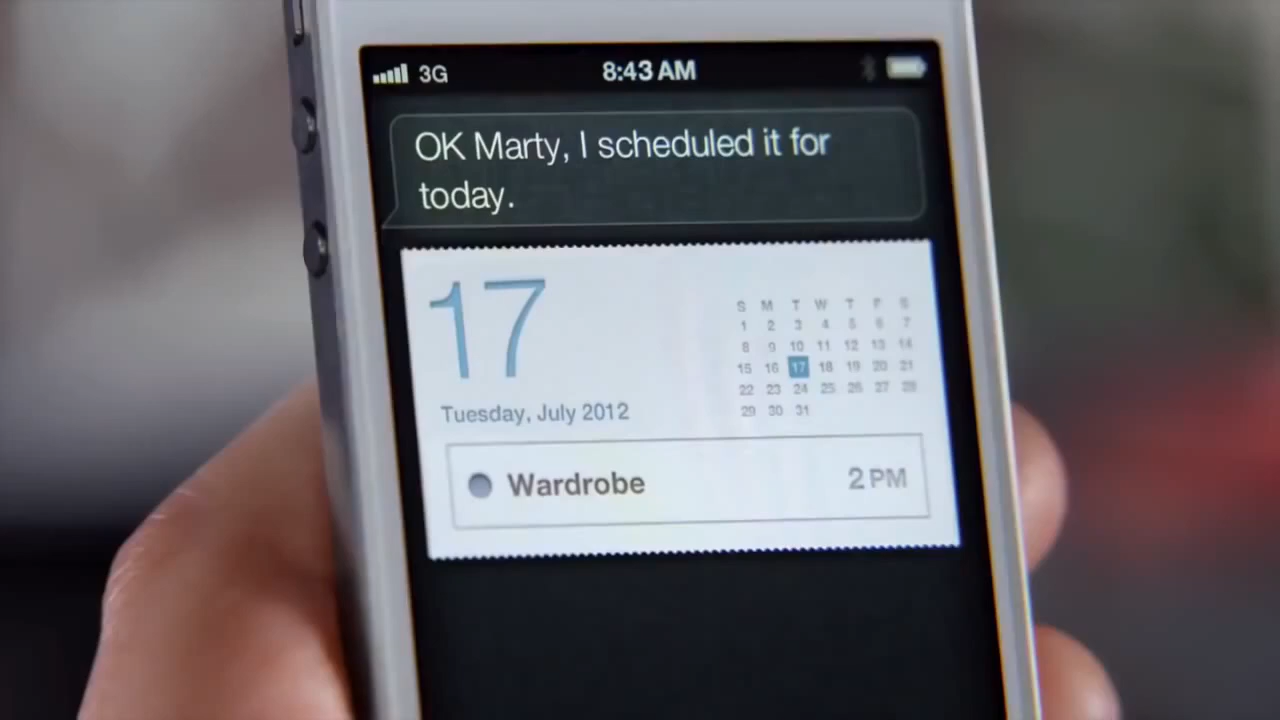 3G 8:43 AM
OK Marty, I scheduled it for
today.
17
S M T W T F S
1 2 3 4 5 6 7
8 9 10 11 12 13 14
15 16 17 18 19 20 21
22 23 24 25 26 27 28
29 30 31
Tuesday, July 2012
Wardrobe 2 PM